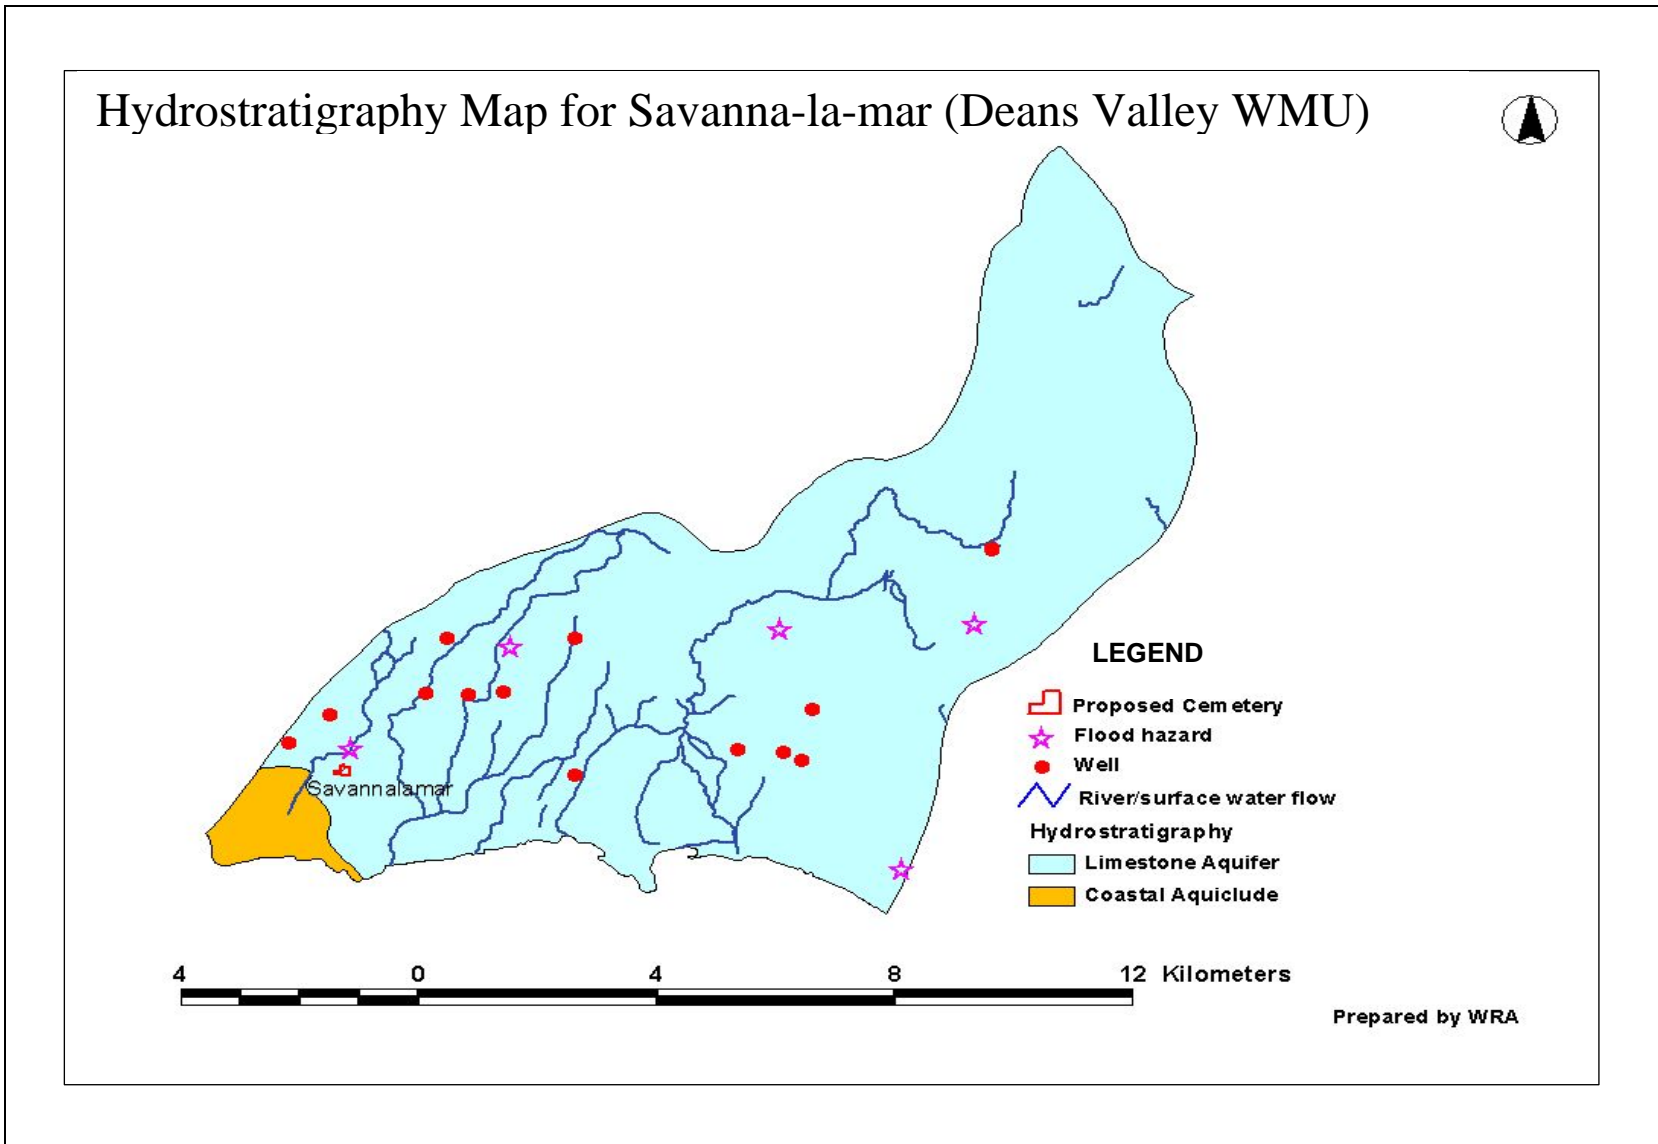 Hydrostratigraphy Map for Savanna-la-mar (Deans Valley WMU)
Savannalamar
LEGEND
Proposed Cemetery
Flood hazard
Well
River/surface water flow
Hydrostratigraphy
Limestone Aquifer
Coastal Aquiclude
4 0 4 8 12 Kilometers
Prepared by WRA